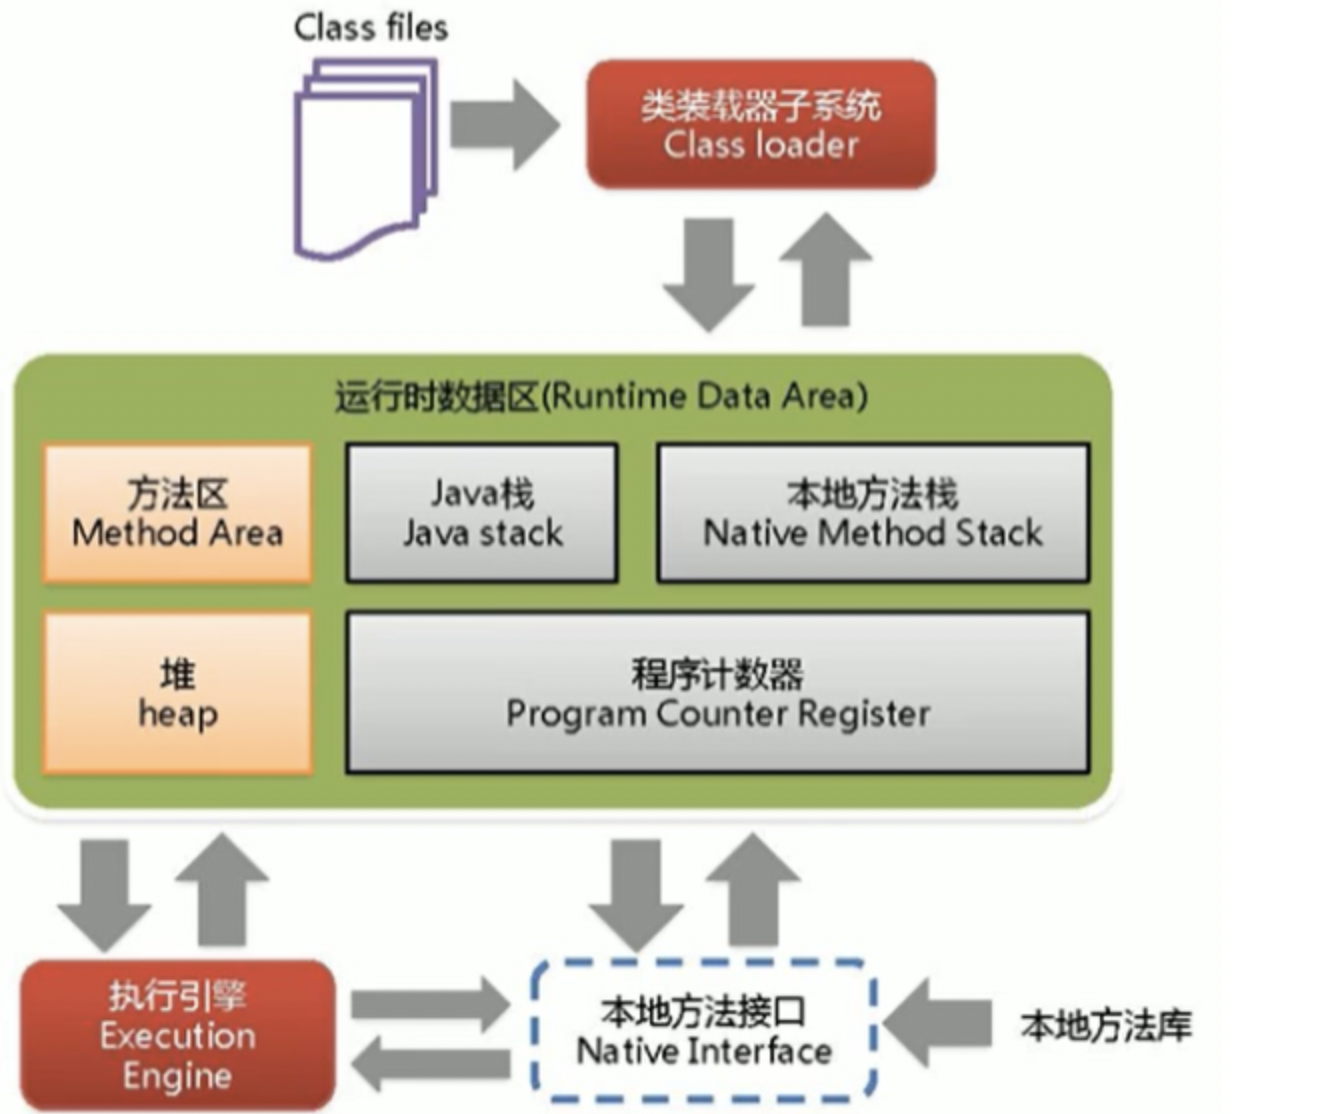 Class files
类装载器子系统
Class loader
运行时数据区(Runtime Data Area)
方法区
Method Area
Java栈
Java stack
本地方法栈
Native Method Stack
堆
heap
程序计数器
Program Counter Register
执行引擎
Execution
Engine
本地方法接口
Native Interface
本地方法库